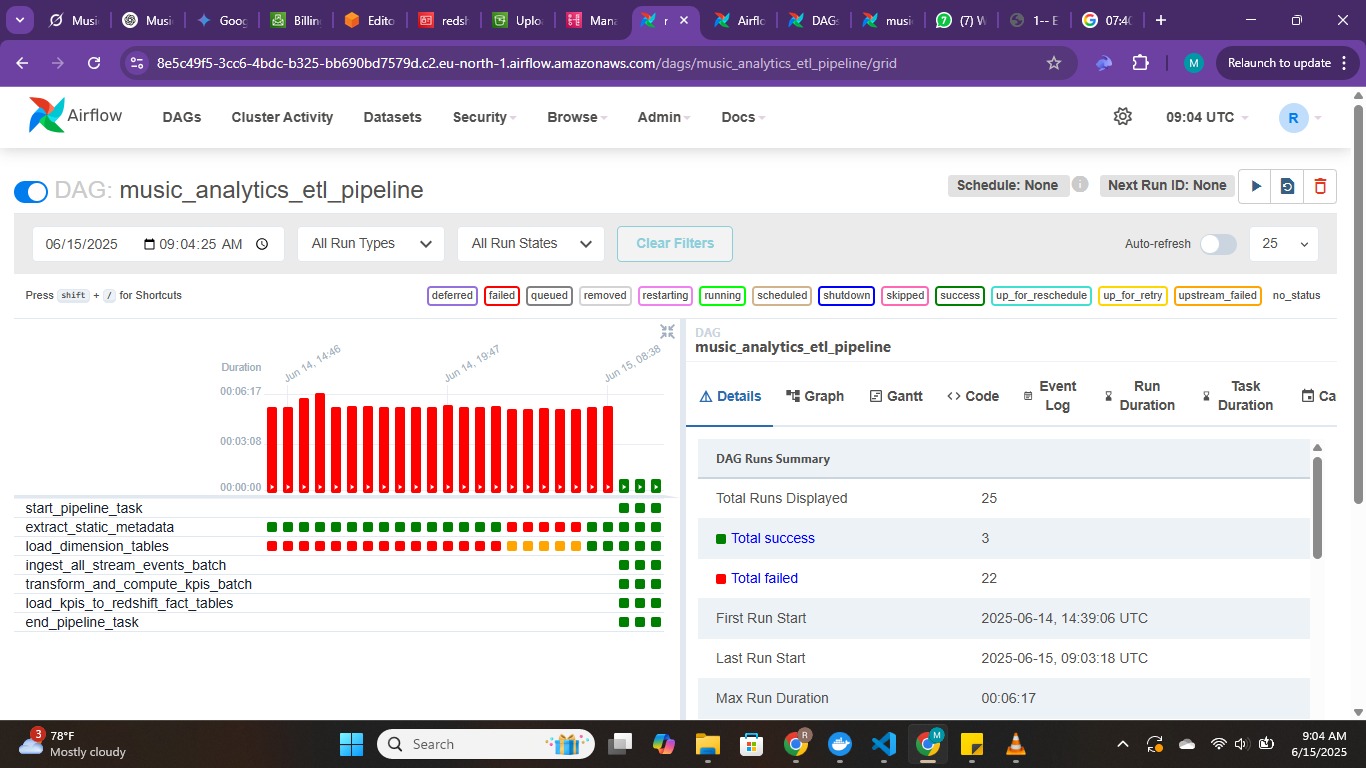 Music
Music
Goog
Billin
Edito
redsh
Uploa
Mana
r
Airflo
DAGs
musi
(7) W
1-- E
07:40
8e5c49f5-3cc6-4bdc-b325-bb690bd7579d.c2.eu-north-1.airflow.amazonaws.com/dags/music_analytics_etl_pipeline/grid
M
Relaunch to update
Airflow
DAGs
Cluster Activity
Datasets
Security
Browse
Admin
Docs
09:04 UTC
R
DAG: music_analytics_etl_pipeline
Schedule: None
Next Run ID: None
06/15/2025 09:04:25 AM
All Run Types
All Run States
Clear Filters
Auto-refresh
25
Press shift + / for Shortcuts
deferred
failed
queued
removed
restarting
running
scheduled
shutdown
skipped
success
up_for_reschedule
up_for_retry
upstream_failed
no_status
Duration
Jun 14, 14:46
Jun 14, 19:47
Jun 15, 08:38
00:06:17
00:03:08
00:00:00
start_pipeline_task
extract_static_metadata
load_dimension_tables
ingest_all_stream_events_batch
transform_and_compute_kpis_batch
load_kpis_to_redshift_fact_tables
end_pipeline_task
DAG
music_analytics_etl_pipeline
Details
Graph
Gantt
Code
Event Log
Run Duration
Task Duration
Ca
DAG Runs Summary
Total Runs Displayed 25
Total success 3
Total failed 22
First Run Start 2025-06-14, 14:39:06 UTC
Last Run Start 2025-06-15, 09:03:18 UTC
Max Run Duration 00:06:17
3
78°F
Mostly cloudy
Search
R
M
9:04 AM
6/15/2025